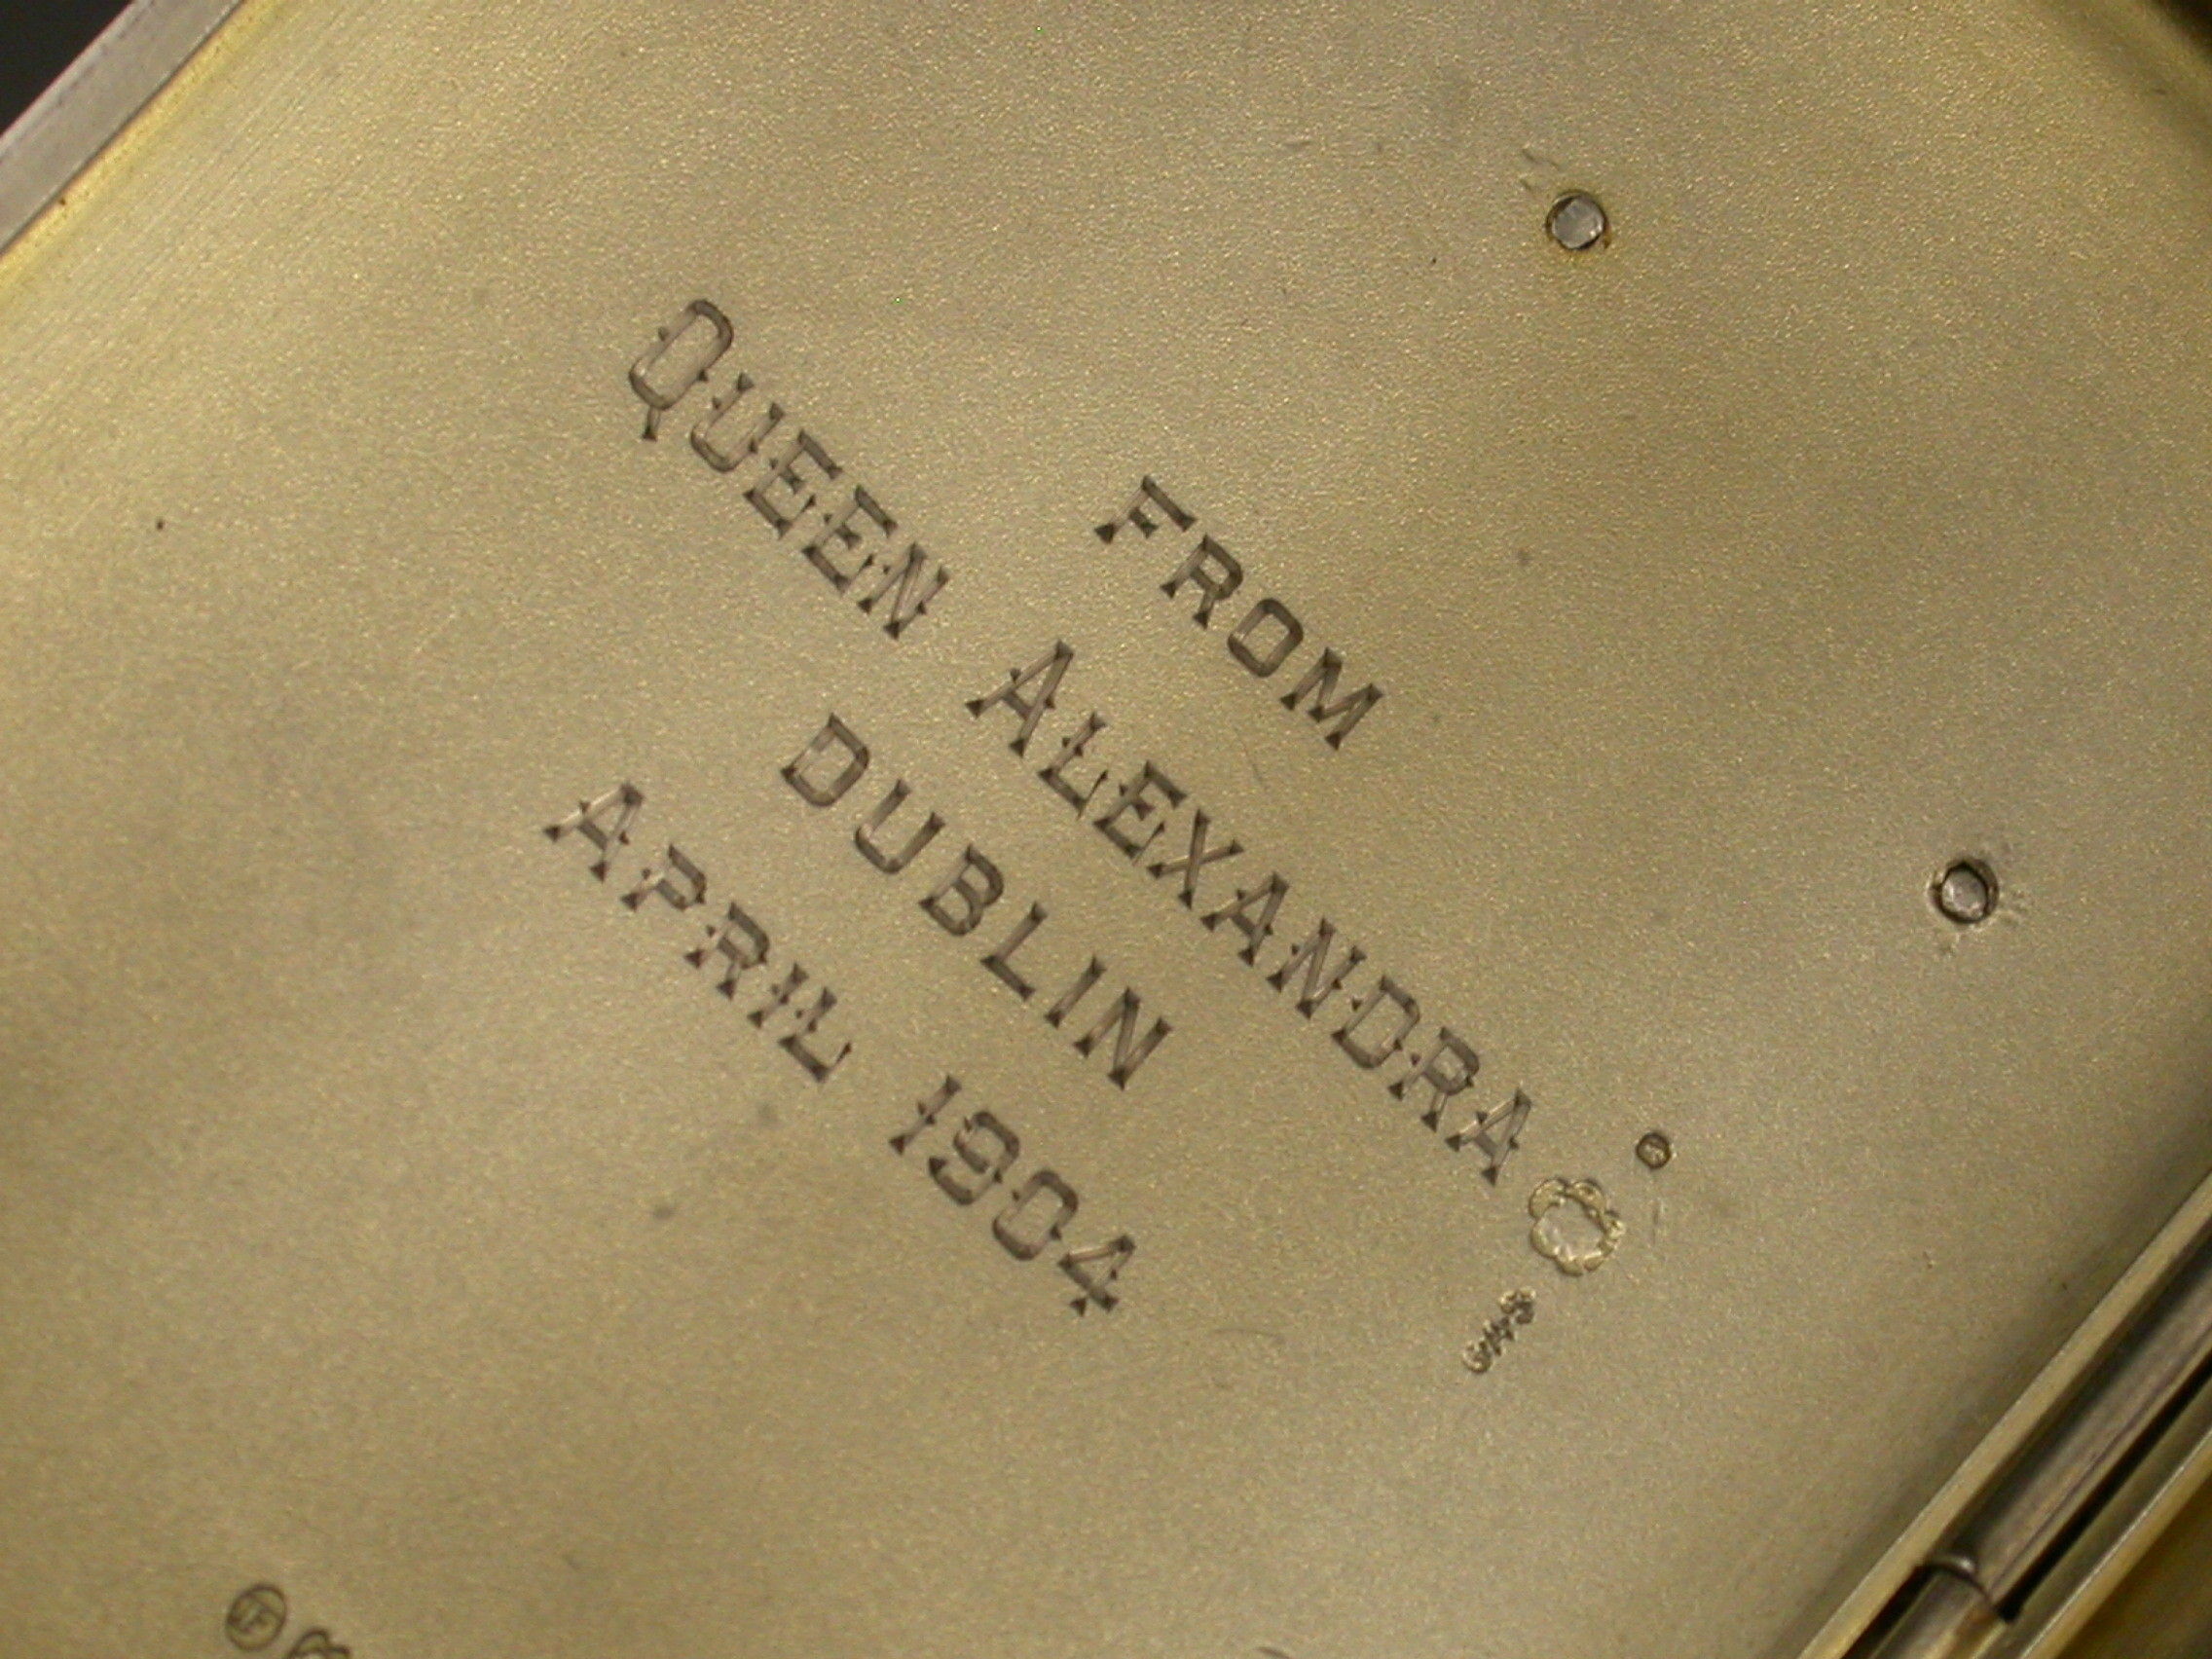 FROM
QUEEN ALEXANDRA
DUBLIN
APRIL 1904